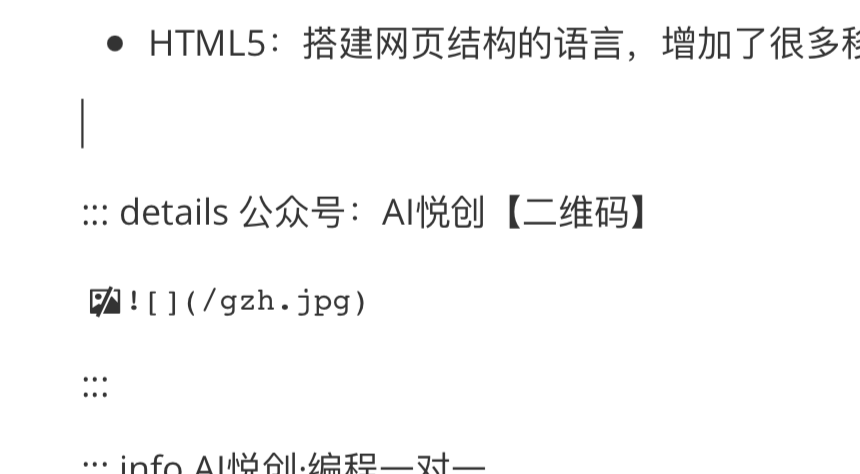 HTML5：搭建网页结构的语言，增加了很多
::: details 公众号：AI悦创【二维码】
![](/gzh.jpg)
:::
::: info AI悦创·编程一对一